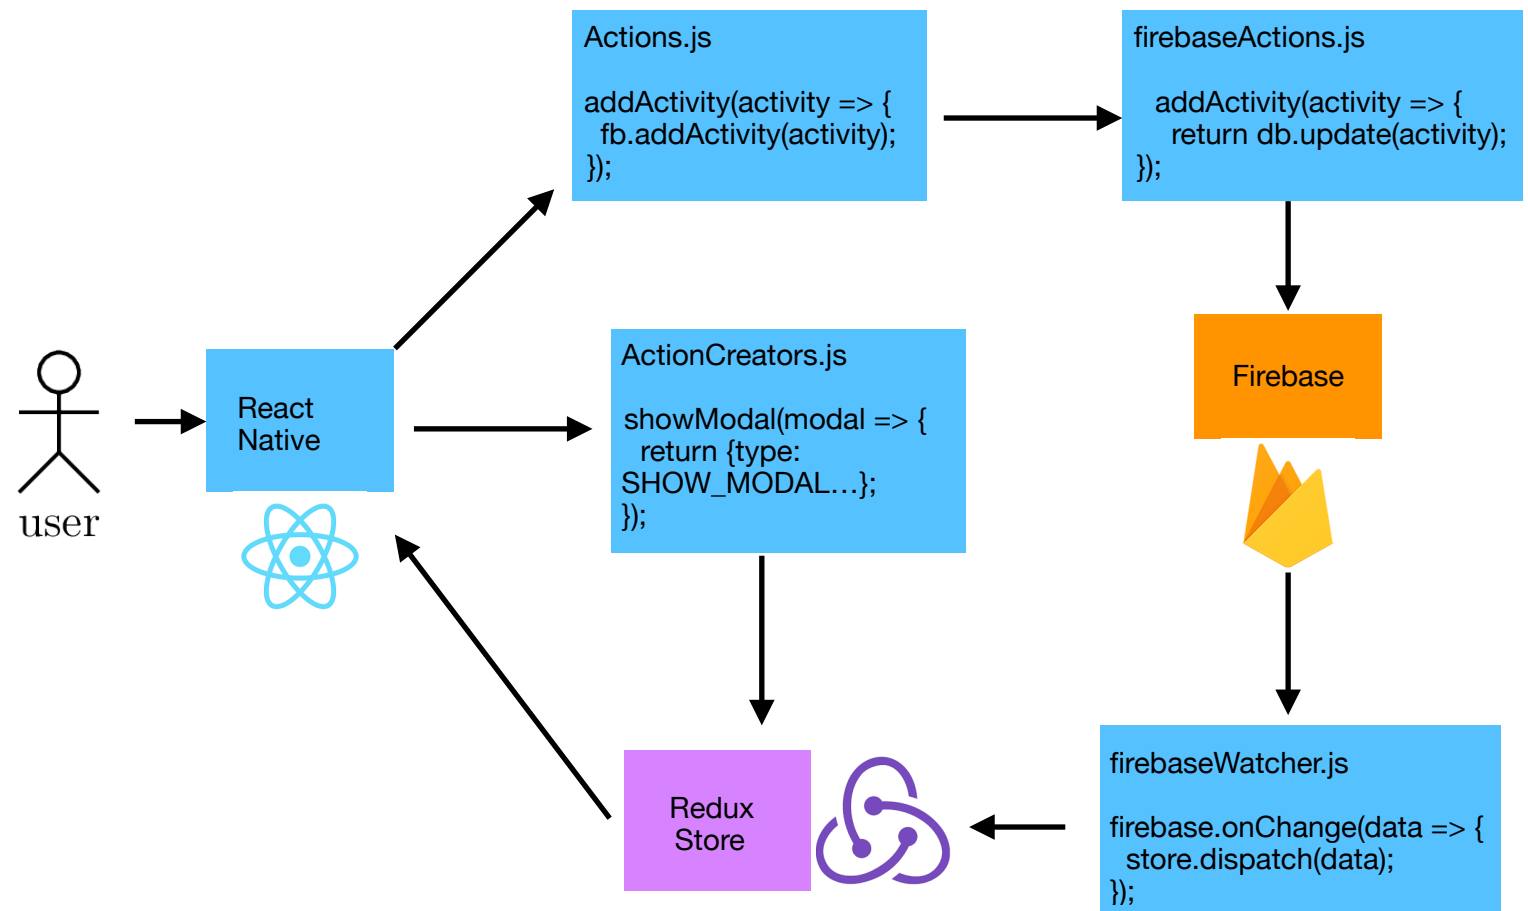 Actions.js
addActivity(activity => {
fb.addActivity(activity);
});
firebaseActions.js
addActivity(activity => {
return db.update(activity);
});
user
React
Native
ActionCreators.js
showModal(modal => {
return {type:
SHOW_MODAL…};
});
Firebase
Redux
Store
firebaseWatcher.js
firebase.onChange(data => {
store.dispatch(data);
});